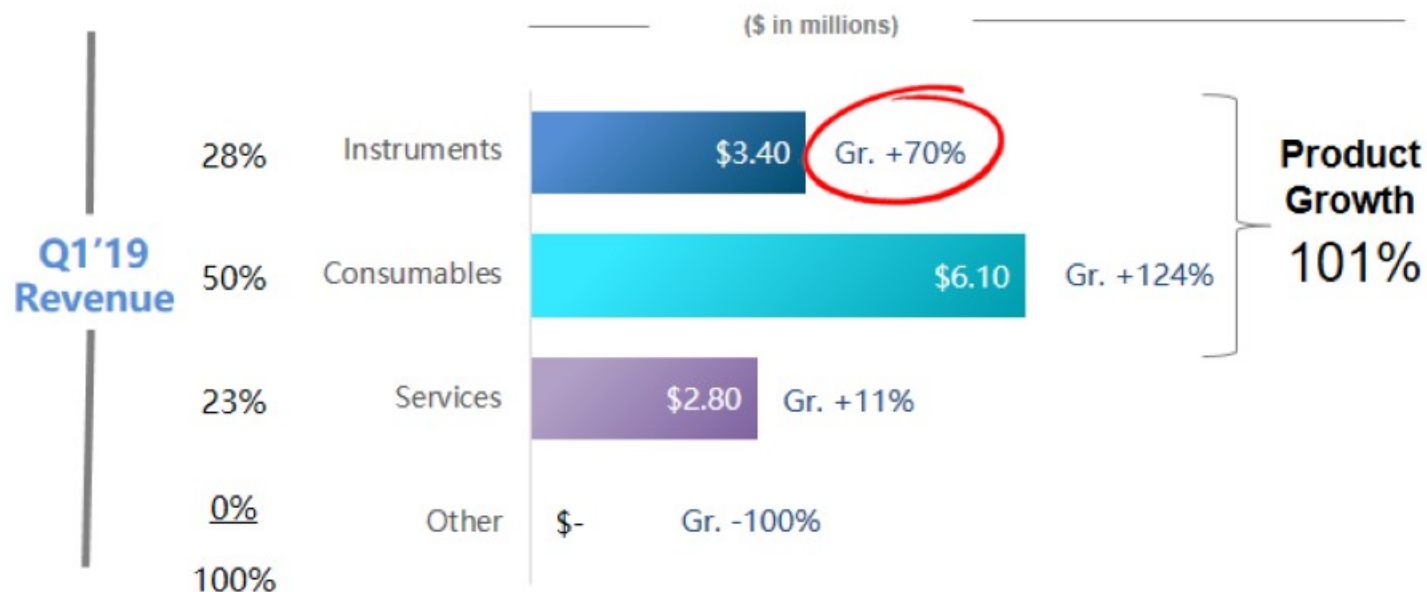 ($ in millions)
28% Instruments $3.40 Gr. +70%
Product
Growth
101%
Q1’19
Revenue
50% Consumables $6.10 Gr. +124%
23% Services $2.80 Gr. +11%
0% Other $- Gr. -100%
100%